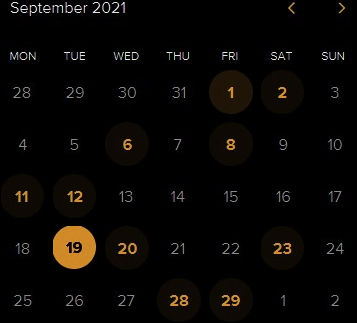 September 2021
MON TUE WED THU FRI SAT SUN
28 29 30 31 1 2 3
4 5 6 7 8 9 10
11 12 13 14 15 16 17
18 19 20 21 22 23 24
25 26 27 28 29 1 2